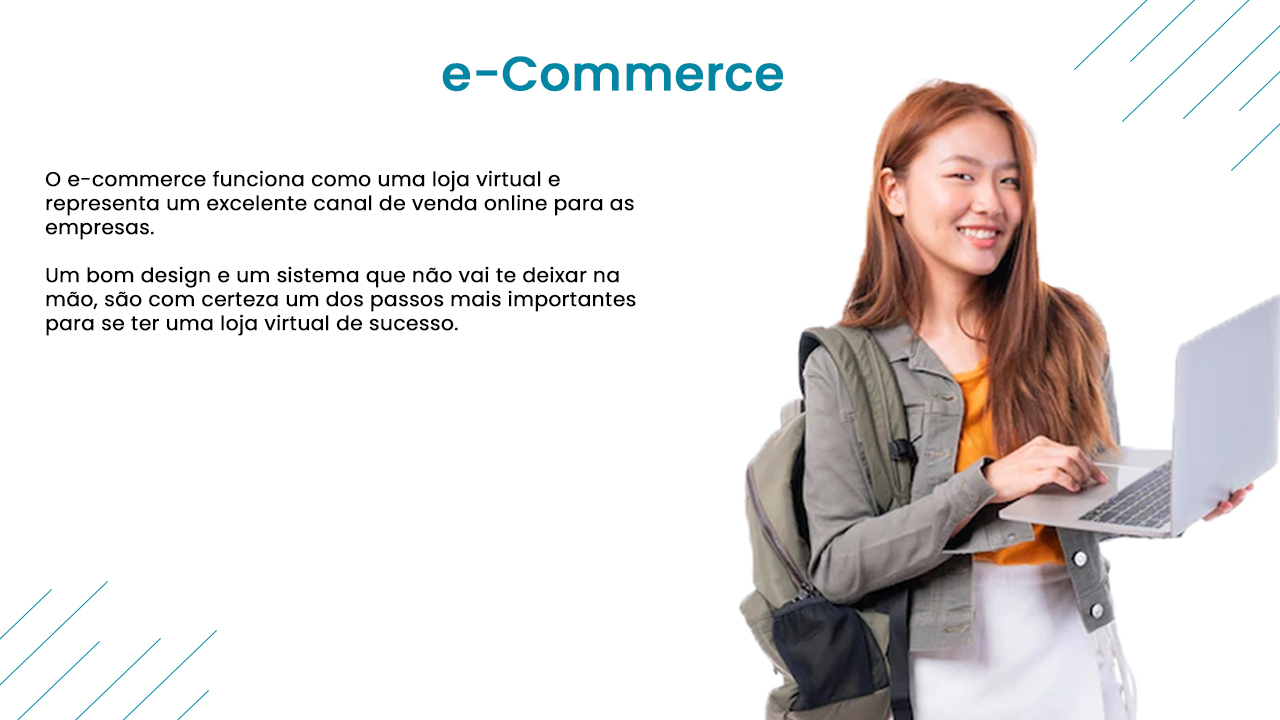 e-Commerce
O e-commerce funciona como uma loja virtual e
representa um excelente canal de venda online para as
empresas.
Um bom design e um sistema que não vai te deixar na
mão, são com certeza um dos passos mais importantes
para se ter uma loja virtual de sucesso.